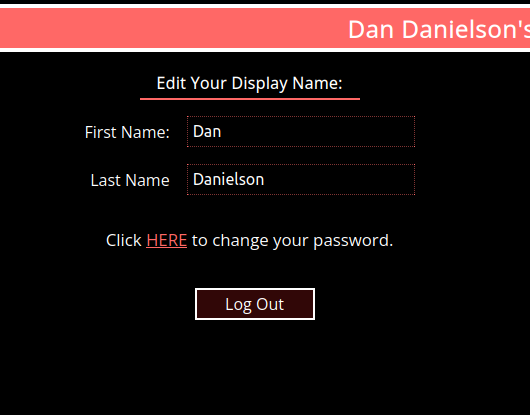 Dan Danielson's
Edit Your Display Name:
First Name: Dan
Last Name Danielson
Click HERE to change your password.
Log Out